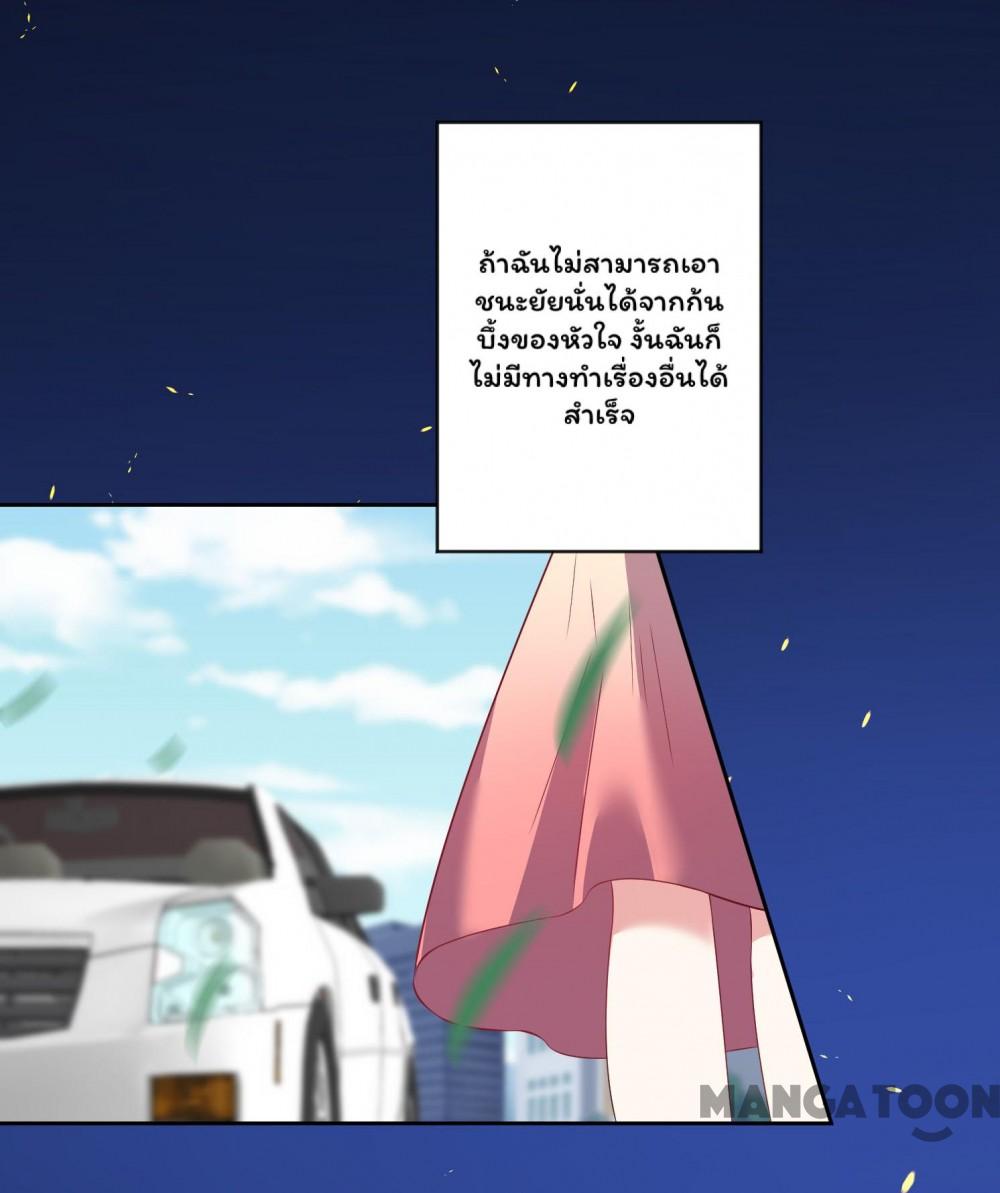 ถ้าฉันไม่สามารถเอา
ชนะยัยนั่นได้จากก้น
บึ้งของหัวใจ งั้นฉันก็
ไม่มีทางทำเรื่องอื่นได้
สำเร็จ
MANGATOON